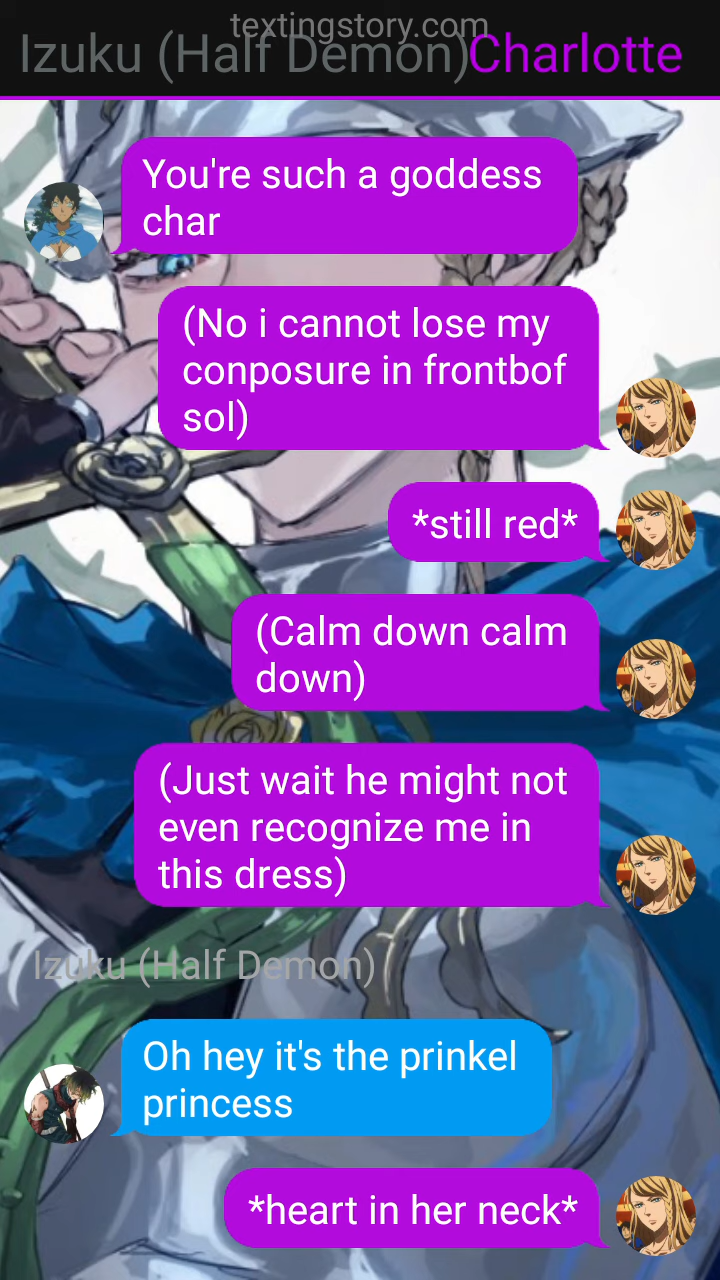 textingstory.com
Izuku (Half Demon)Charlotte
You're such a goddess
char
(No i cannot lose my
conposure in frontbof
sol)
*still red*
(Calm down calm
down)
(Just wait he might not
even recognize me in
this dress)
Izuku (Half Demon)
Oh hey it's the prinkel
princess
*heart in her neck*